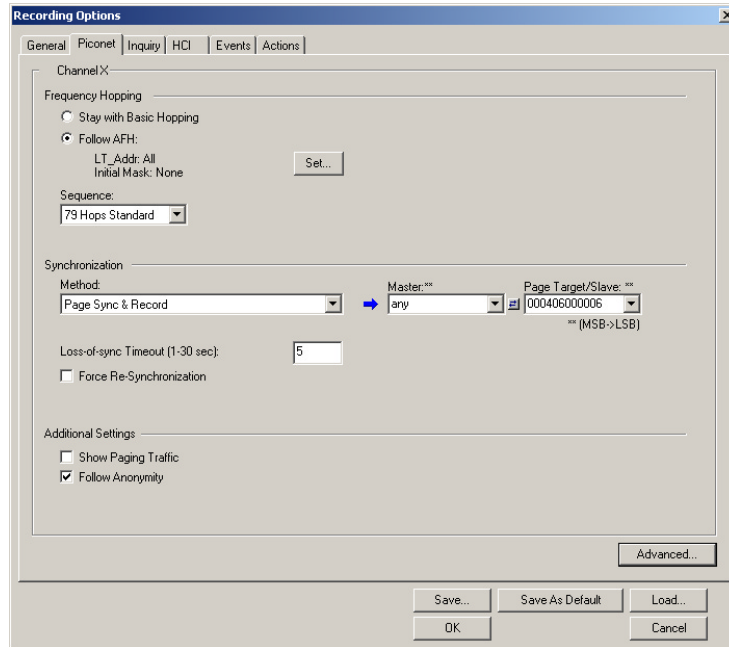 Recording Options
General Piconet Inquiry HCI Events Actions
Channel X
Frequency Hopping
Stay with Basic Hopping
Follow AFH:
LT_Addr: All
Initial Mask: None
Set...
Sequence:
79 Hops Standard
Synchronization
Method: Master:** Page Target/Slave: **
Page Sync & Record any 000406000006
** (MSB->LSB)
Loss-of-sync Timeout (1-30 sec): 5
Force Re-Synchronization
Additional Settings
Show Paging Traffic
Follow Anonymity
Advanced...
Save... Save As Default Load...
OK Cancel